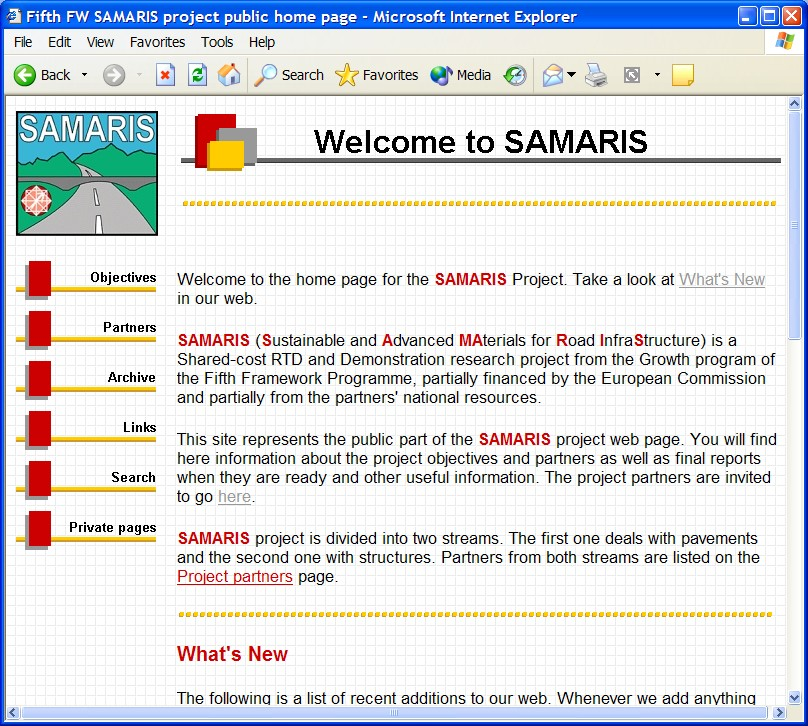 Fifth FW SAMARIS project public home page - Microsoft Internet Explorer
File Edit View Favorites Tools Help
Back Search Favorites Media
SAMARIS
Welcome to SAMARIS
Objectives
Partners
Archive
Links
Search
Private pages
Welcome to the home page for the SAMARIS Project. Take a look at What's New
in our web.
SAMARIS (Sustainable and Advanced MAterials for Road InfraStructure) is a
Shared-cost RTD and Demonstration research project from the Growth program of
the Fifth Framework Programme, partially financed by the European Commission
and partially from the partners' national resources.
This site represents the public part of the SAMARIS project web page. You will find
here information about the project objectives and partners as well as final reports
when they are ready and other useful information. The project partners are invited
to go here.
SAMARIS project is divided into two streams. The first one deals with pavements
and the second one with structures. Partners from both streams are listed on the
Project partners page.
What's New
The following is a list of recent additions to our web. Whenever we add anything